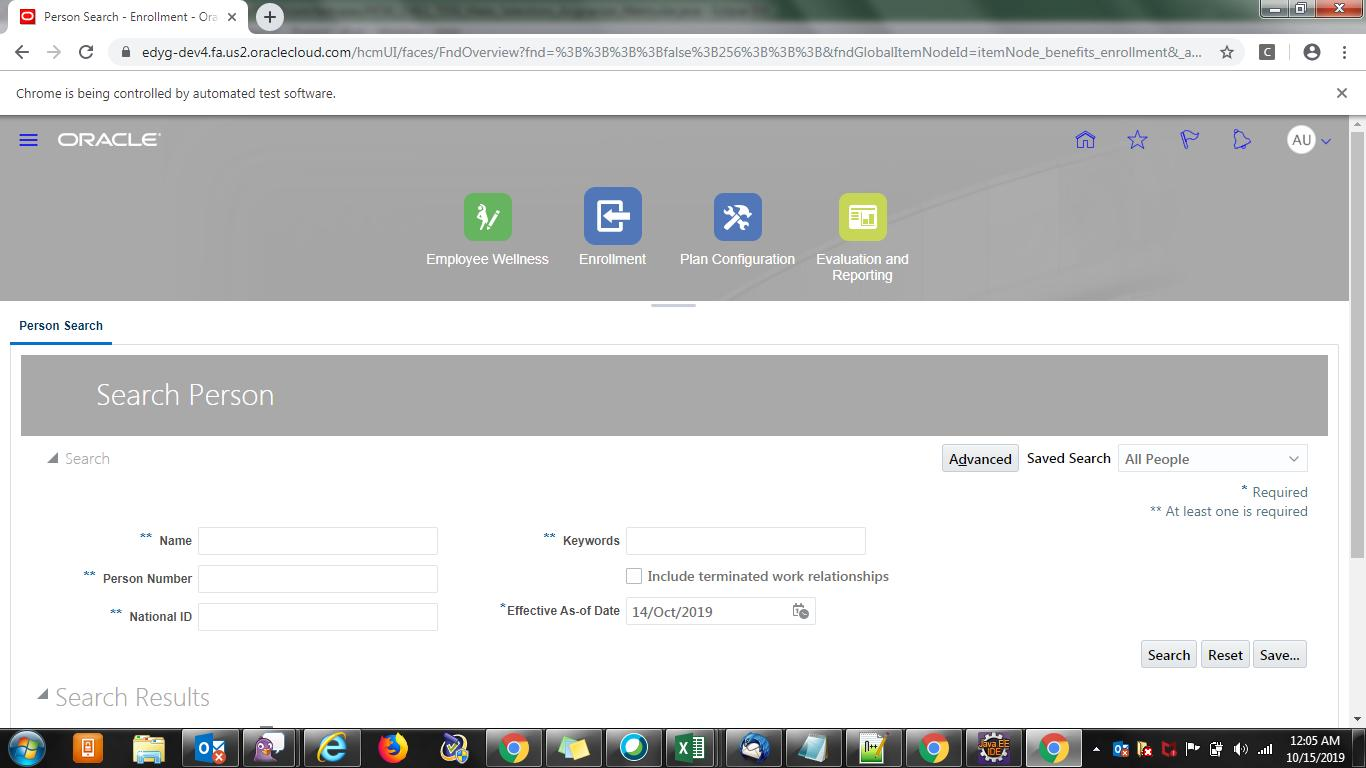 Person Search - Enrollment - Ora
edyg-dev4.fa.us2.oraclecloud.com/hcmUI/faces/FndOverview?fnd=%3B%3B%3B%3Bfalse%3B256%3B%3B%3B&fndGlobalItemNodeId=itemNode_benefits_enrollment&_a...
C
Chrome is being controlled by automated test software.
ORACLE
AU
Employee Wellness
Enrollment
Plan Configuration
Evaluation and
Reporting
Person Search
Search Person
Search
Advanced Saved Search All People
* Required
** At least one is required
** Name
** Keywords
** Person Number
Include terminated work relationships
** National ID
*Effective As-of Date 14/Oct/2019
Search Reset Save...
Search Results
Java EE
IDE
12:05 AM
10/15/2019